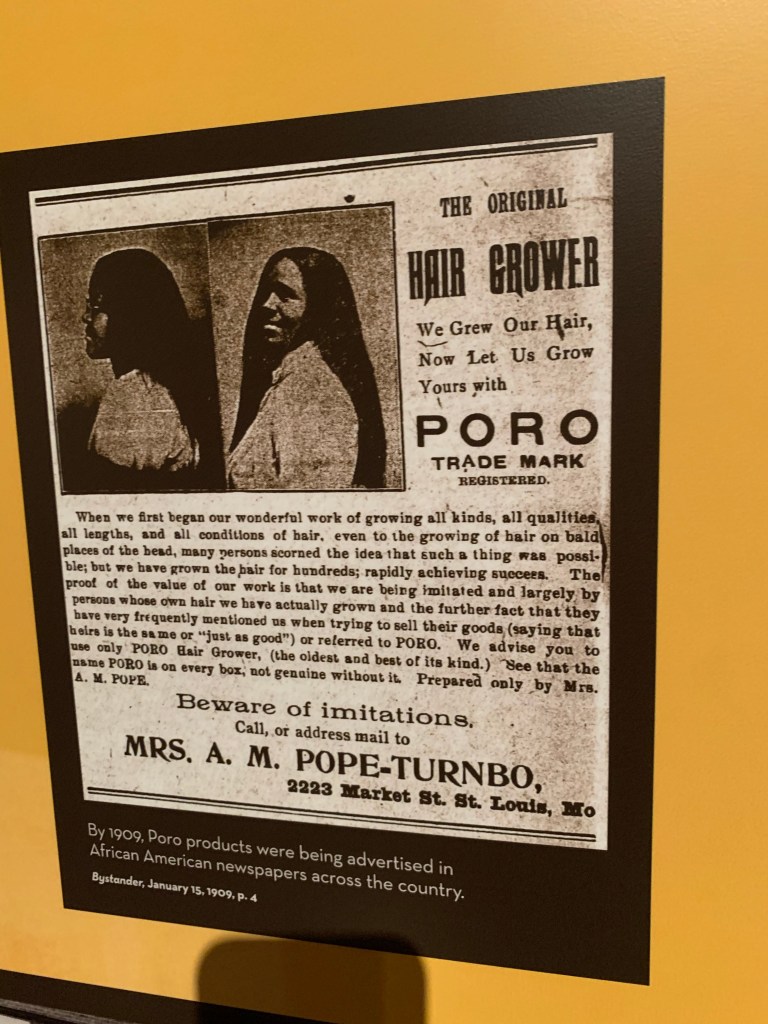 THE ORIGINAL
HAIR GROWER
We Grew Our Hair,
Now Let Us Grow
Yours with
PORO
TRADE MARK
REGISTERED.
When we first began our wonderful work of growing all kinds, all qualities,
all lengths, and all conditions of hair, even to the growing of hair on bald
places of the head, many persons scorned the idea that such a thing was possi-
ble; but we have grown the hair for hundreds; rapidly achieving success. The
proof of the value of our work is that we are being imitated and largely by
persons whose own hair we have actually grown and the further fact that they
have very frequently mentioned us when trying to sell their goods (saying that
heirs is the same or "just as good") or referred to PORO. We advise you to
use only PORO Hair Grower, (the oldest and best of its kind.) See that the
name PORO is on every box, not genuine without it. Prepared only by Mrs.
A. M. POPE.
Beware of imitations.
Call, or address mail to
MRS. A. M. POPE-TURNBO,
2223 Market St. St. Louis, Mo
By 1909, Poro products were being advertised in
African American newspapers across the country.
Bystander, January 15, 1909, p. 4